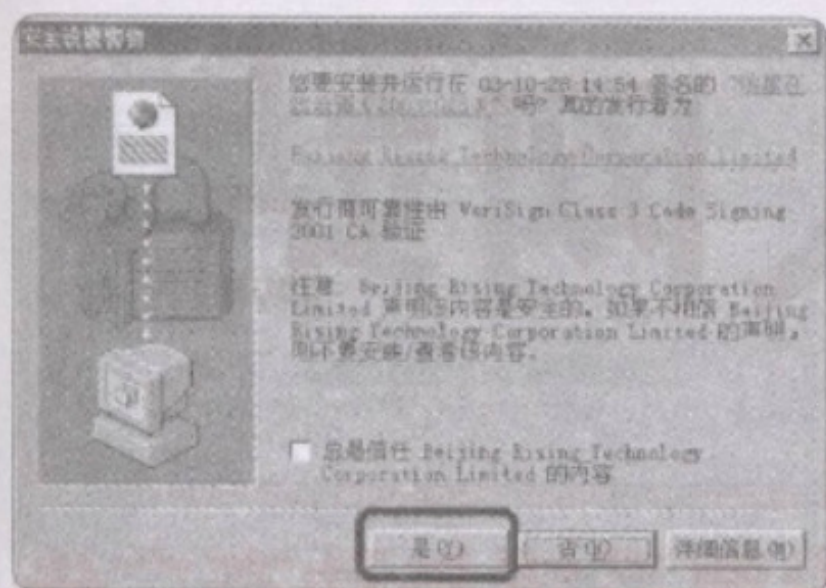 安全设置警告
您要安装并运行在 03-10-28 14:54 签名的
吗? 真的发行者为
Beijing Rising Technology Corporation Limited
发行商可靠性由 VeriSign Class 3 Code Signing
2001 CA 验证
注意: Beijing Rising Technology Corporation
Limited 声明该内容是安全的。如果不相信 Beijing
Rising Technology Corporation Limited 的声明,
则不要安装/查看该内容。
总是信任 Beijing Rising Technology
Corporation Limited 的内容
是(Y)
否(N)
详细信息(M)